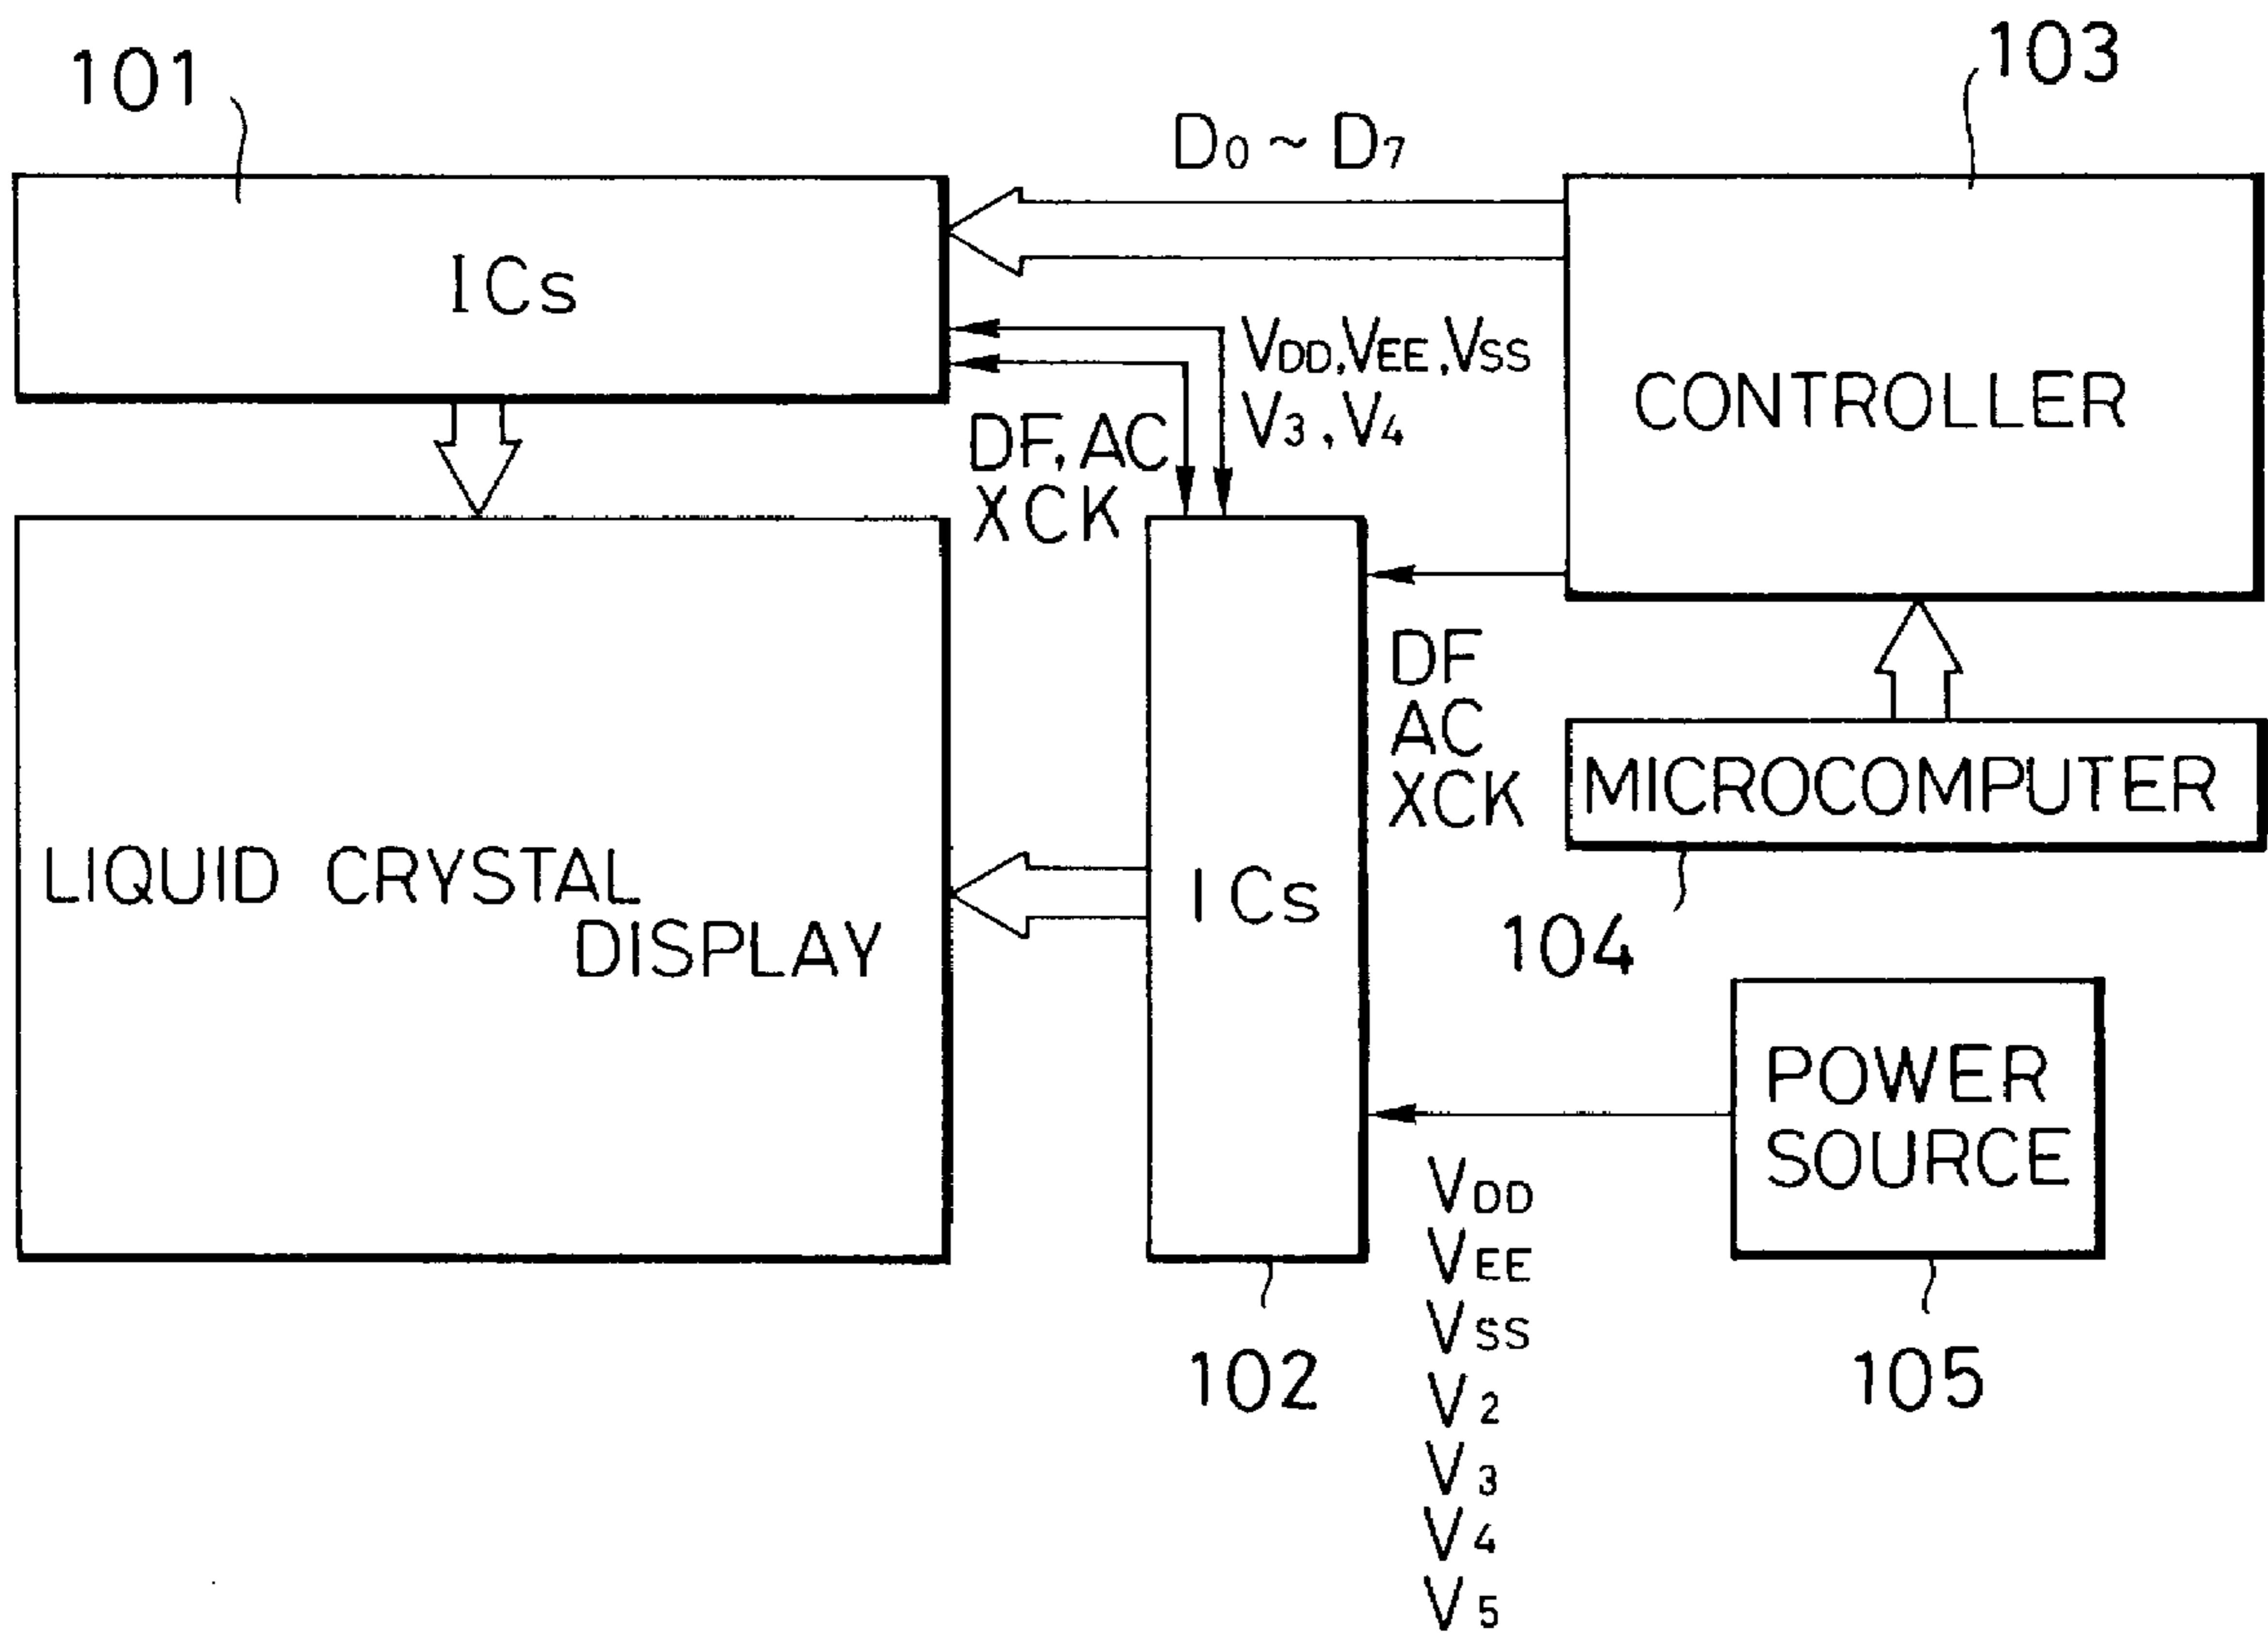 101
103
D0 ~ D7
ICs
VDD,VEE,VSS
V3,V4
CONTROLLER
DF,AC
XCK
DF
AC
XCK
MICROCOMPUTER
LIQUID CRYSTAL
DISPLAY
ICs
104
POWER
SOURCE
VDD
VEE
VSS
V2
V3
V4
V5
102
105